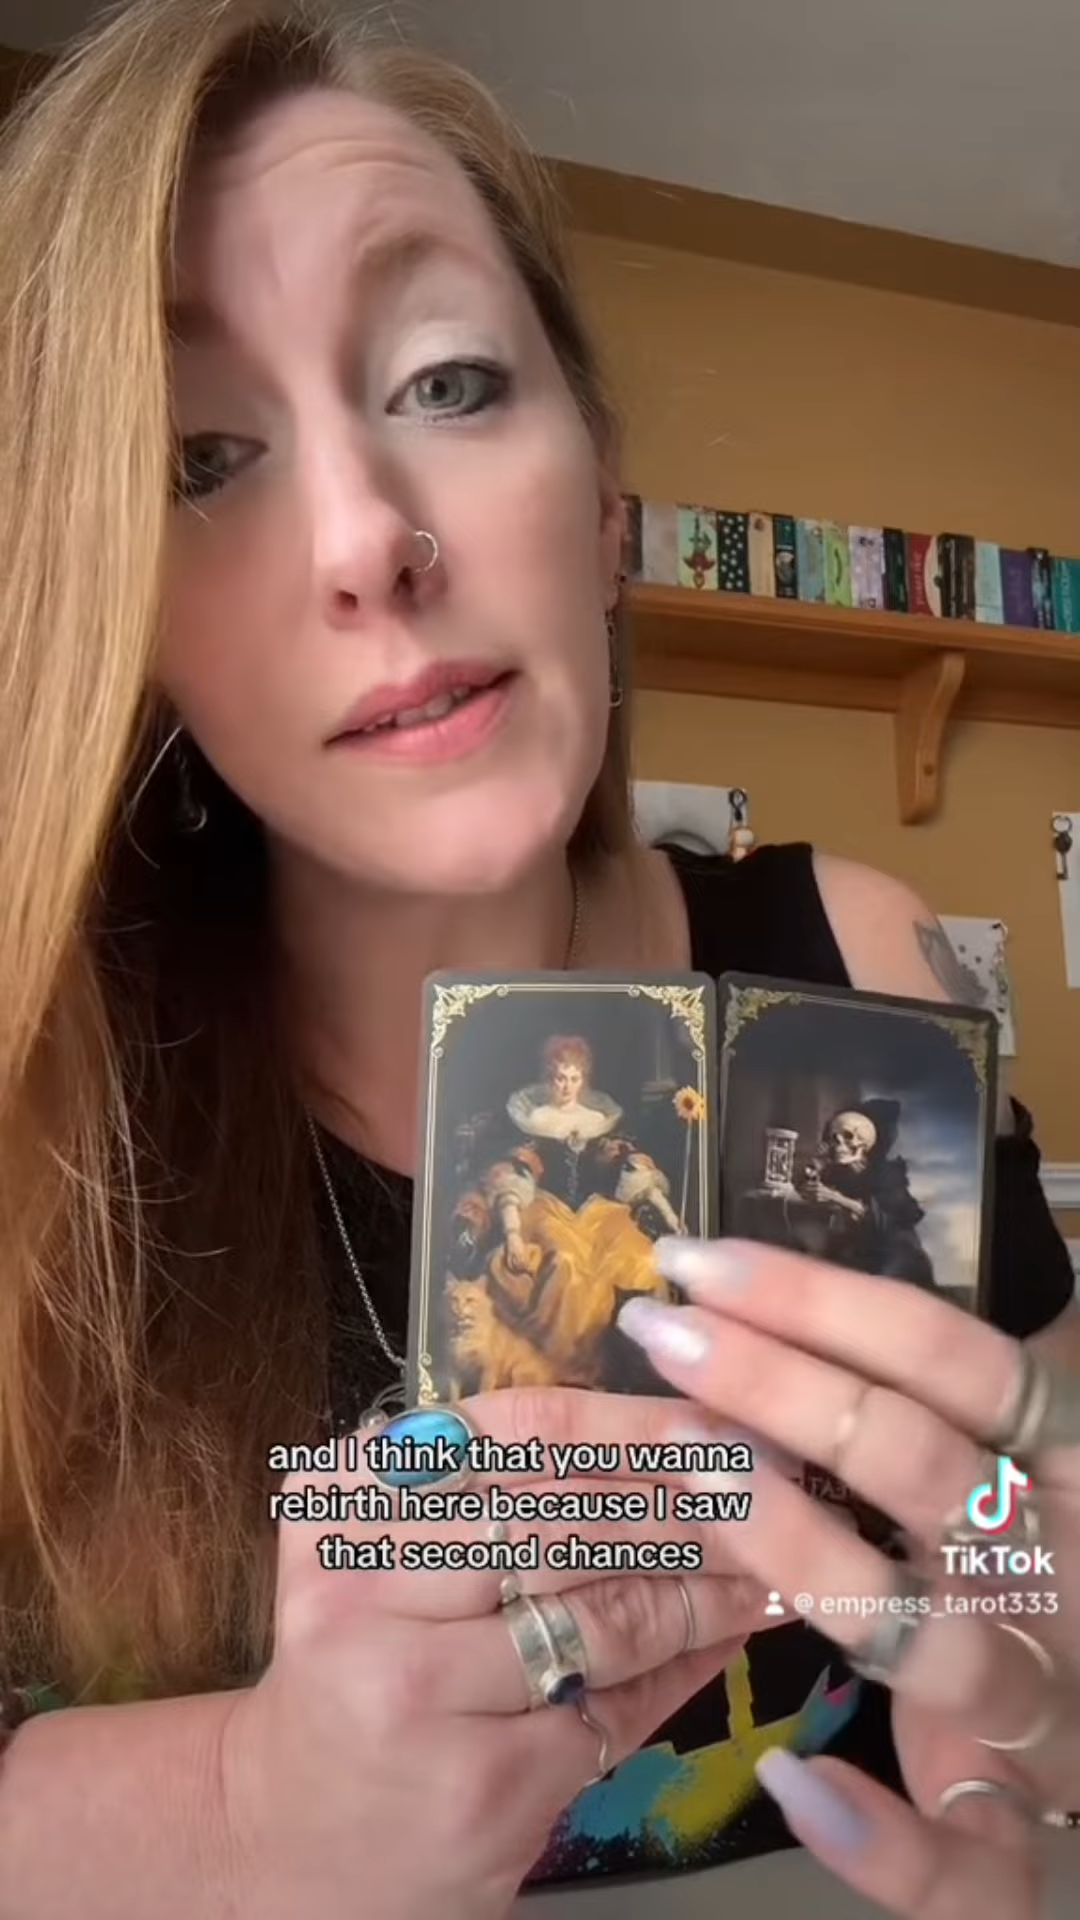 and I think that you wanna
rebirth here because I saw
that second chances
TikTok
@empress_tarot333